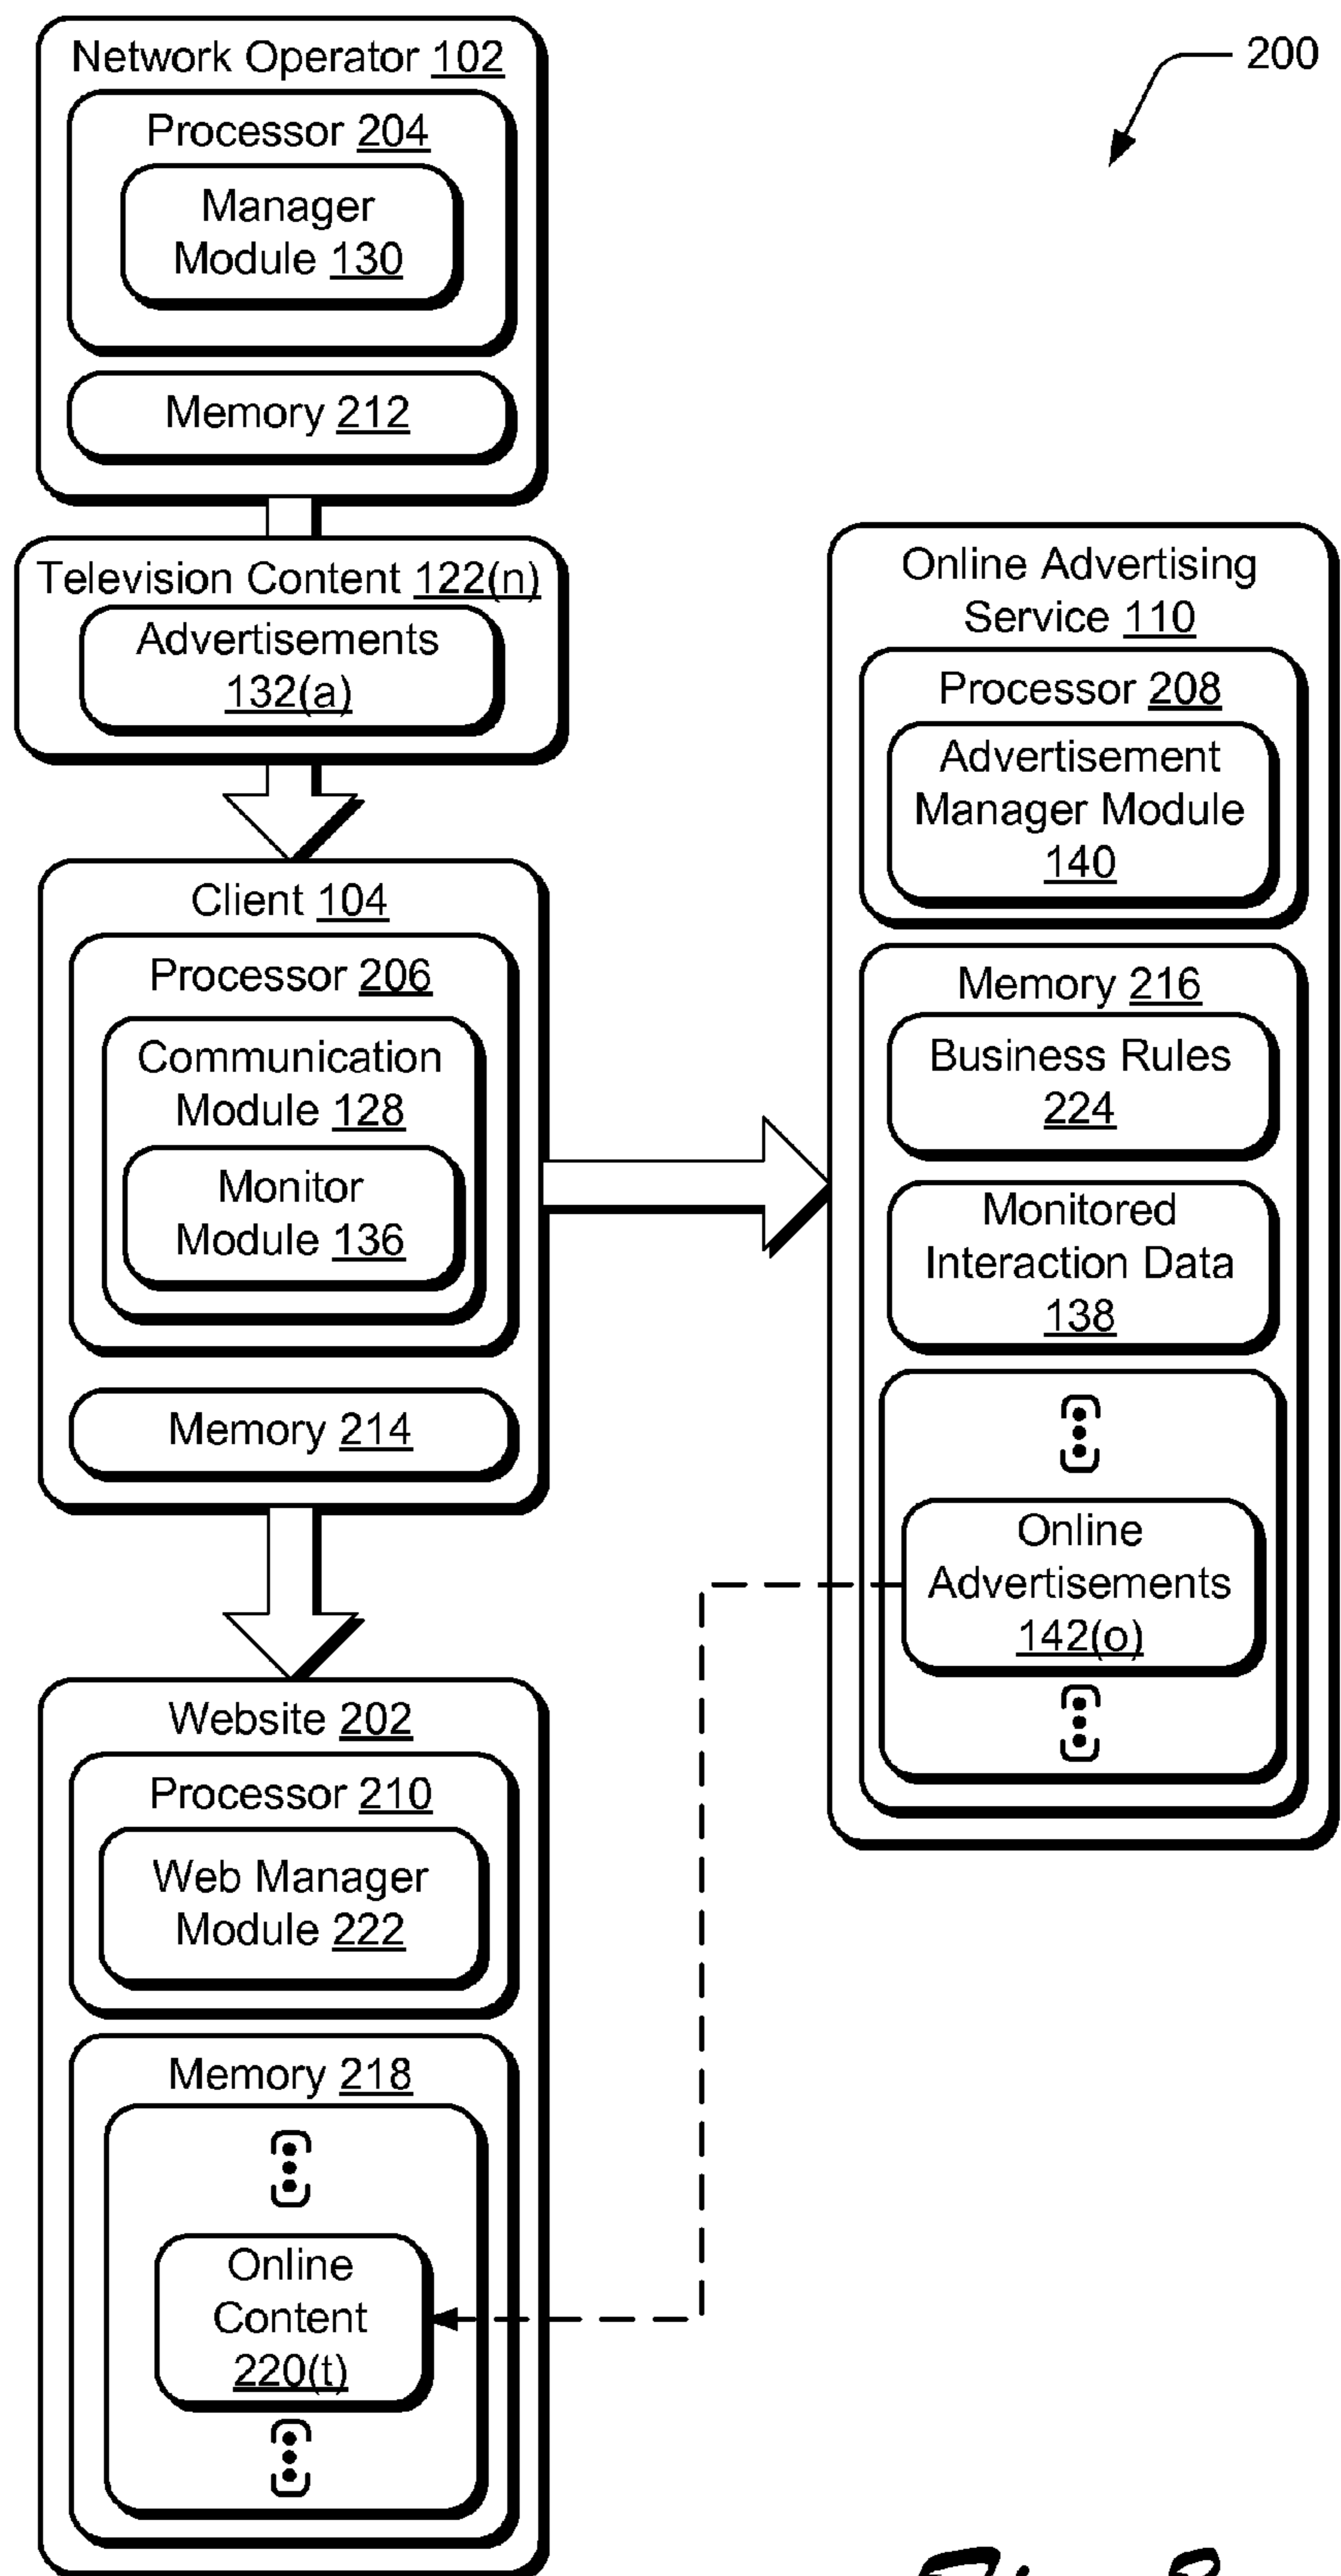 200
Network Operator 102
Processor 204
Manager
Module 130
Memory 212
Television Content 122(n)
Advertisements
132(a)
Client 104
Processor 206
Communication
Module 128
Monitor
Module 136
Memory 214
Website 202
Processor 210
Web Manager
Module 222
Memory 218
Online
Content
220(t)
Online Advertising
Service 110
Processor 208
Advertisement
Manager Module
140
Memory 216
Business Rules
224
Monitored
Interaction Data
138
Online
Advertisements
142(o)